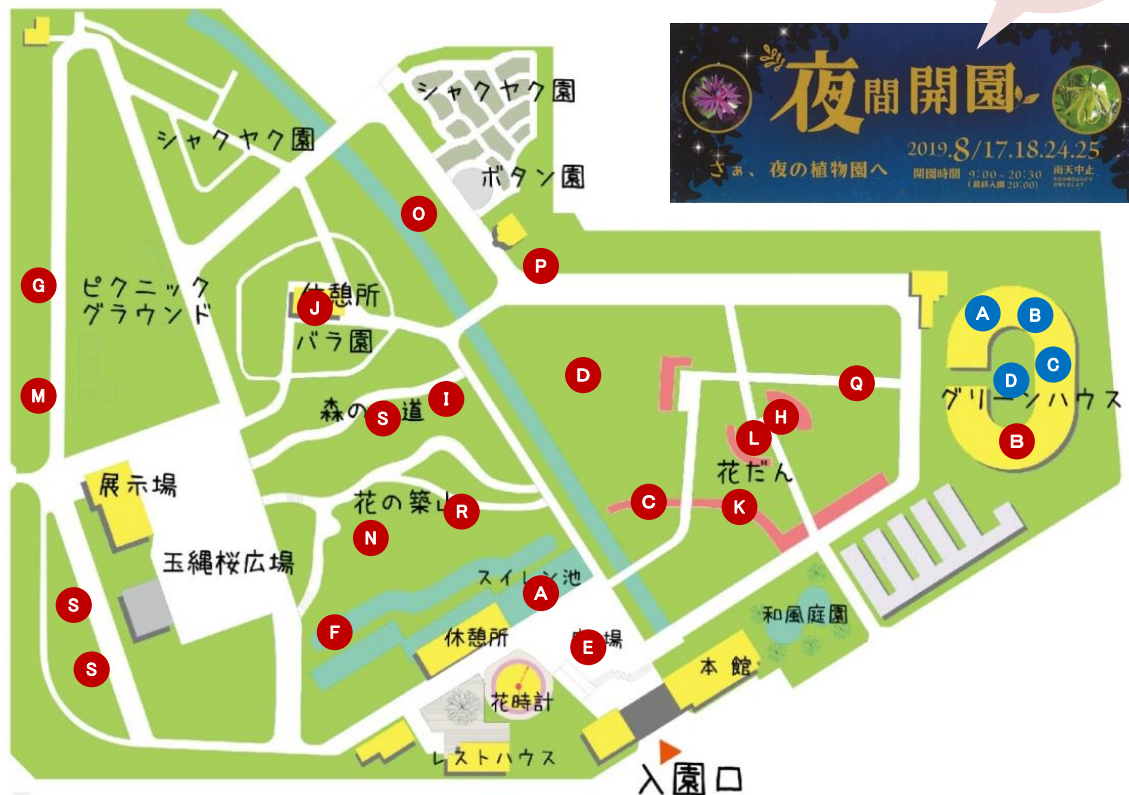 夜間開園
2019.8/17.18.24.25
さぁ、夜の植物園へ
開園時間 9:00~20:30
(最終入園 20:00)
雨天中止
シャクヤク園
シャクヤク園
ボタン園
O
P
G
ピクニック
グラウンド
J
休憩所
バラ園
A
B
C
D
グリーンハウス
B
D
Q
M
I
森の
S
道
H
L
花だん
展示場
花の築山
R
C
K
N
玉縄桜広場
スイレン池
A
S
F
休憩所
E
場
和風庭園
S
本館
花時計
レストハウス
入園口